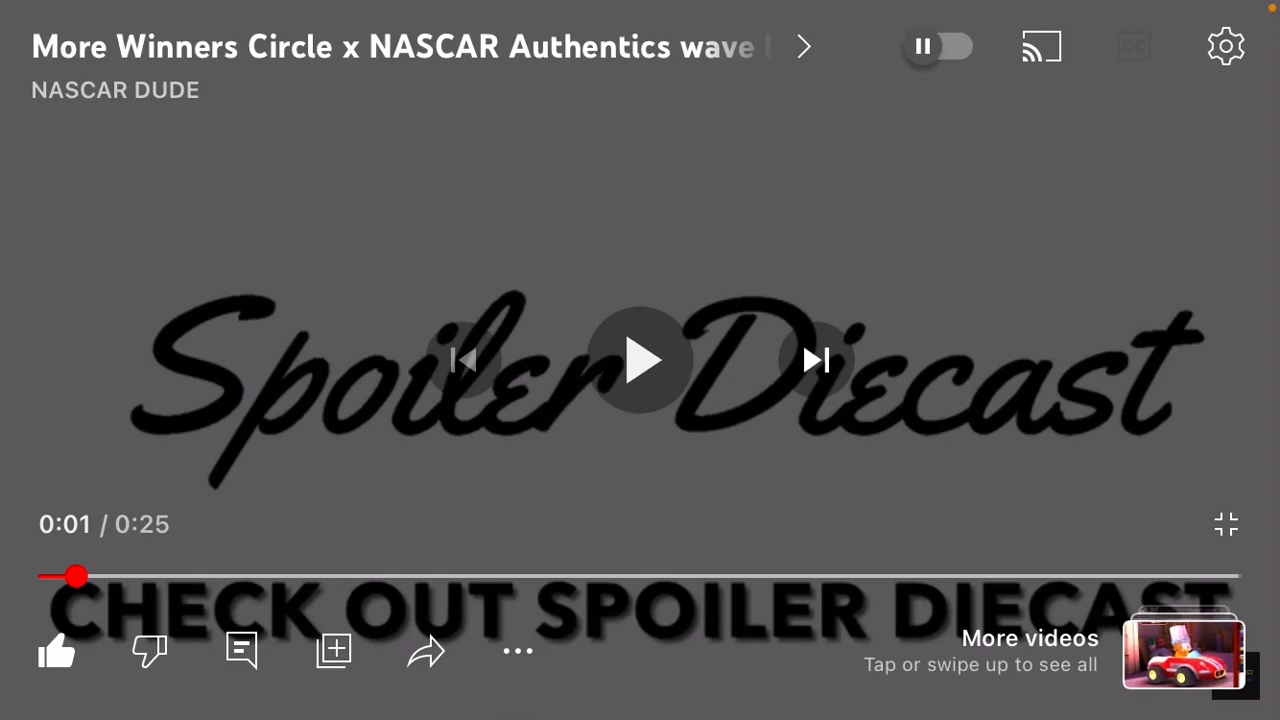 More Winners Circle x NASCAR Authentics wave
NASCAR DUDE
CC
Spoiler Diecast
0:01 / 0:25
CHECK OUT SPOILER DIECAST
More videos
Tap or swipe up to see all